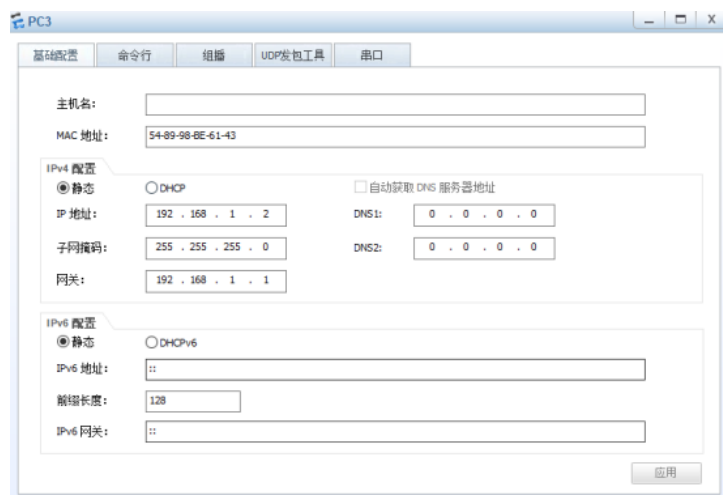 PC3
基础配置 命令行 组播 UDP发包工具 串口
主机名:
MAC 地址: 54-89-98-BE-61-43
IPv4 配置
静态 DHCP 自动获取 DNS 服务器地址
IP 地址: 192 . 168 . 1 . 2 DNS1: 0 . 0 . 0 . 0
子网掩码: 255 . 255 . 255 . 0 DNS2: 0 . 0 . 0 . 0
网关: 192 . 168 . 1 . 1
IPv6 配置
静态 DHCPv6
IPv6 地址: ::
前缀长度: 128
IPv6 网关: ::
应用